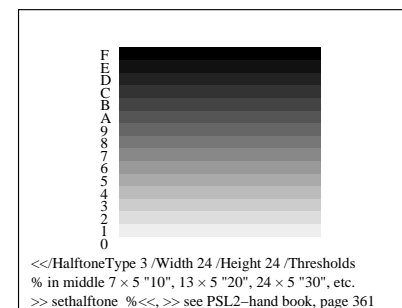 F
E
D
C
B
A
9
8
7
6
5
4
3
2
1
0
<</HalftoneType 3 /Width 24 /Height 24 /Thresholds
% in middle 7 × 5 "10", 13 × 5 "20", 24 × 5 "30", etc.
>> sethalftone %<<, >> see PSL2−hand book, page 361